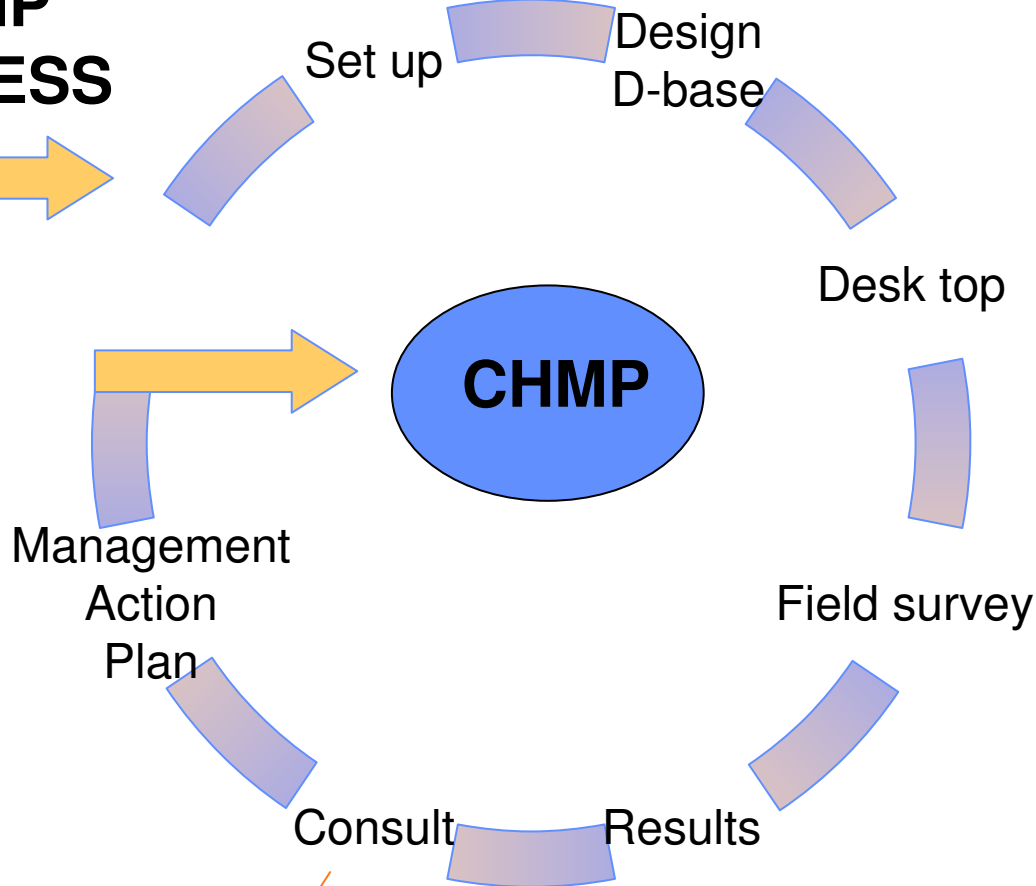 ESS
Set up
Design
D-base
Desk top
CHMP
Management
Action
Plan
Field survey
Consult
Results